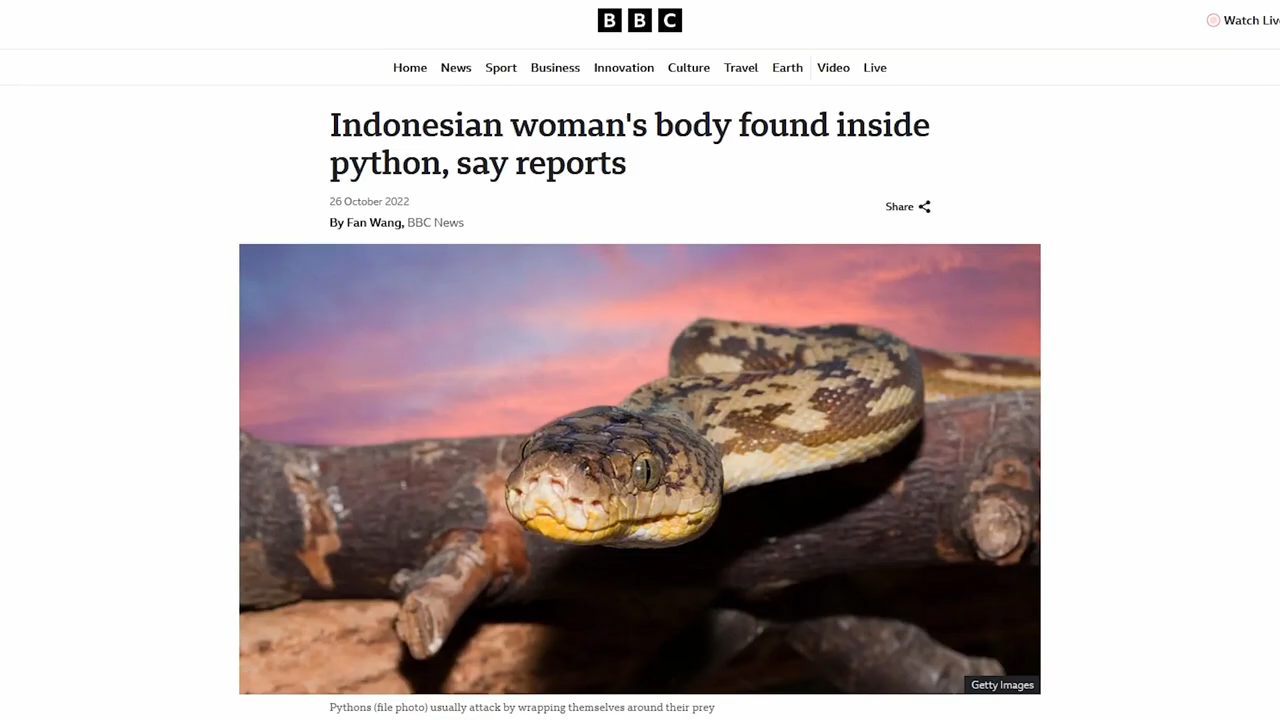 BBC
Watch Liv
Home News Sport Business Innovation Culture Travel Earth Video Live
Indonesian woman's body found inside
python, say reports
26 October 2022
Share
By Fan Wang, BBC News
Getty Images
Pythons (file photo) usually attack by wrapping themselves around their prey